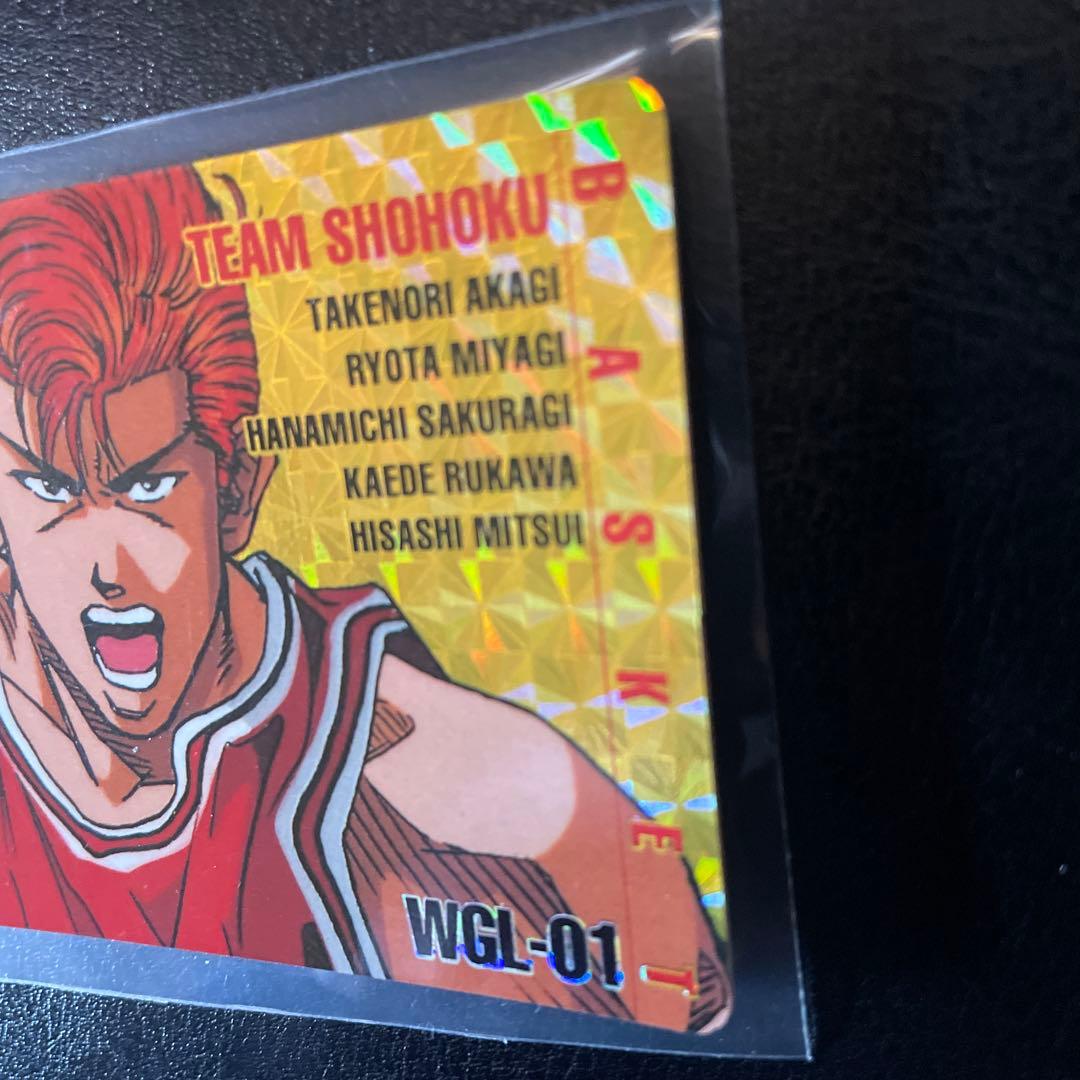 TEAM SHOHOKU
TAKENORI AKAGI
RYOTA MIYAGI
HANAMICHI SAKURAGI
KAEDE RUKAWA
HISASHI MITSUI
BASKET
WGL-01